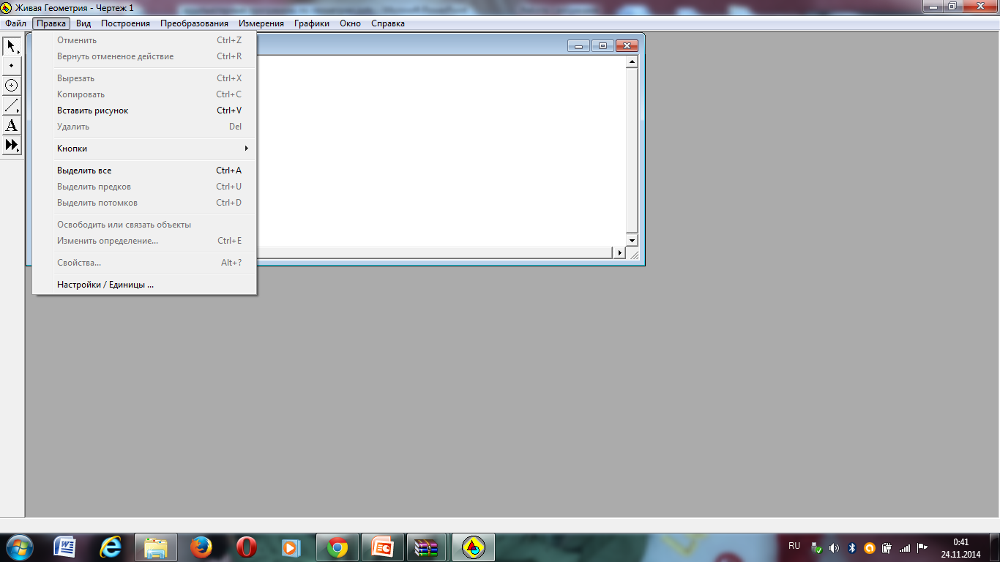 Живая Геометрия - Чертеж 1
Файл Правка Вид Построения Преобразования Измерения Графики Окно Справка
Отменить Ctrl+Z
Вернуть отмененое действие Ctrl+R
Вырезать Ctrl+X
Копировать Ctrl+C
Вставить рисунок Ctrl+V
Удалить Del
Кнопки
Выделить все Ctrl+A
Выделить предков Ctrl+U
Выделить потомков Ctrl+D
Освободить или связать объекты
Изменить определение... Ctrl+E
Свойства... Alt+?
Настройки / Единицы ...
A
RU
0:41
24.11.2014